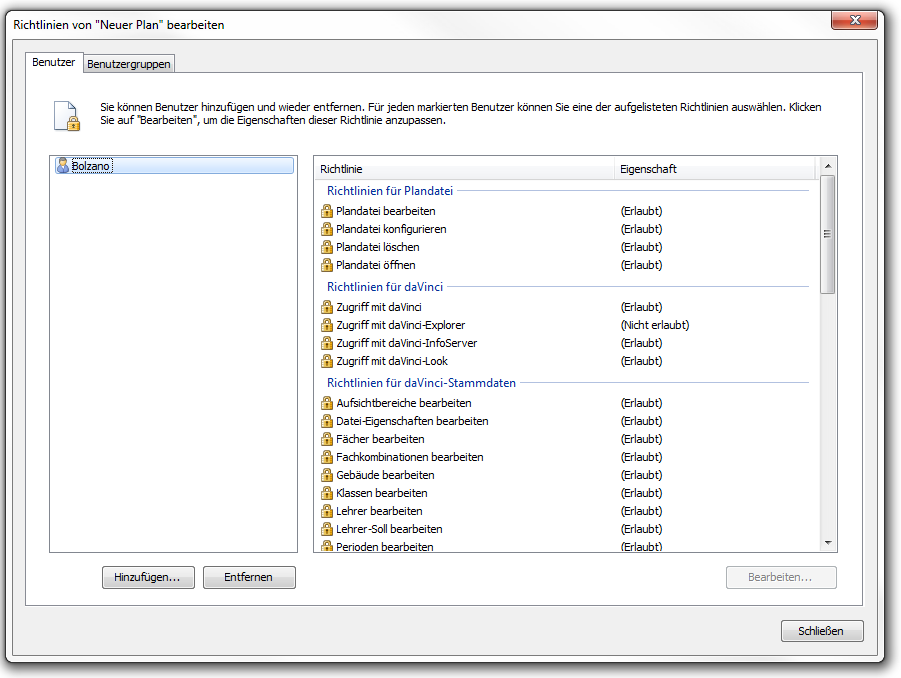 Richtlinien von "Neuer Plan" bearbeiten
Benutzer Benutzergruppen
Sie können Benutzer hinzufügen und wieder entfernen. Für jeden markierten Benutzer können Sie eine der aufgelisteten Richtlinien auswählen. Klicken
Sie auf "Bearbeiten", um die Eigenschaften dieser Richtlinie anzupassen.
Bolzano
Richtlinie Eigenschaft
Richtlinien für Plandatei
Plandatei bearbeiten (Erlaubt)
Plandatei konfigurieren (Erlaubt)
Plandatei löschen (Erlaubt)
Plandatei öffnen (Erlaubt)
Richtlinien für daVinci
Zugriff mit daVinci (Erlaubt)
Zugriff mit daVinci-Explorer (Nicht erlaubt)
Zugriff mit daVinci-InfoServer (Erlaubt)
Zugriff mit daVinci-Look (Erlaubt)
Richtlinien für daVinci-Stammdaten
Aufsichtbereiche bearbeiten (Erlaubt)
Datei-Eigenschaften bearbeiten (Erlaubt)
Fächer bearbeiten (Erlaubt)
Fachkombinationen bearbeiten (Erlaubt)
Gebäude bearbeiten (Erlaubt)
Klassen bearbeiten (Erlaubt)
Lehrer bearbeiten (Erlaubt)
Lehrer-Soll bearbeiten (Erlaubt)
Perioden bearbeiten (Erlaubt)
Hinzufügen... Entfernen Bearbeiten...
Schließen